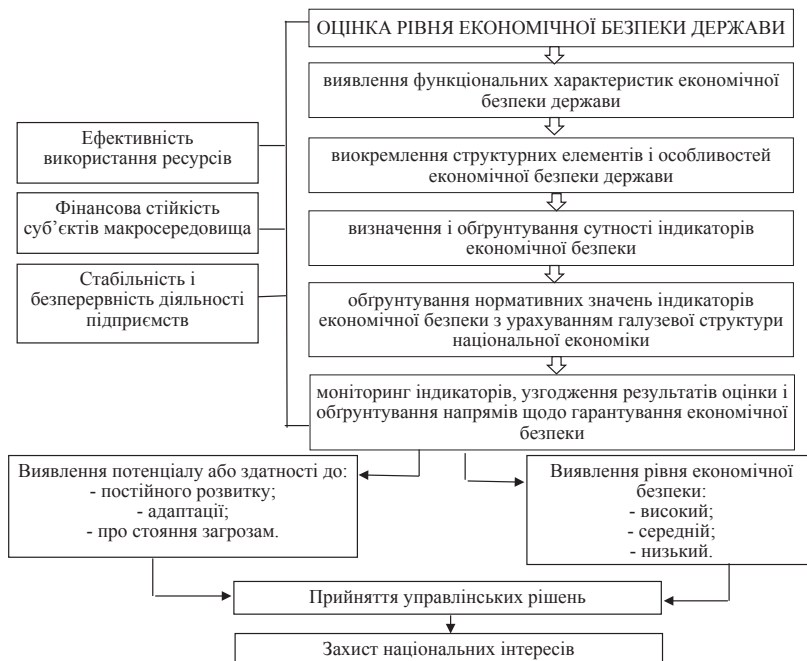 ОЦІНКА РІВНЯ ЕКОНОМІЧНОЇ БЕЗПЕКИ ДЕРЖАВИ
виявлення функціональних характеристик економічної
безпеки держави
виокремлення структурних елементів і особливостей
економічної безпеки держави
визначення і обґрунтування сутності індикаторів
економічної безпеки
обґрунтування нормативних значень індикаторів
економічної безпеки з урахуванням галузевої структури
національної економіки
моніторинг індикаторів, узгодження результатів оцінки і
обґрунтування напрямів щодо гарантування економічної
безпеки
Ефективність
використання ресурсів
Фінансова стійкість
суб’єктів макросередовища
Стабільність і
безперервність діяльності
підприємств
Виявлення потенціалу або здатності до:
- постійного розвитку;
- адаптації;
- про стояння загрозам.
Виявлення рівня економічної
безпеки:
- високий;
- середній;
- низький.
Прийняття управлінських рішень
Захист національних інтересів